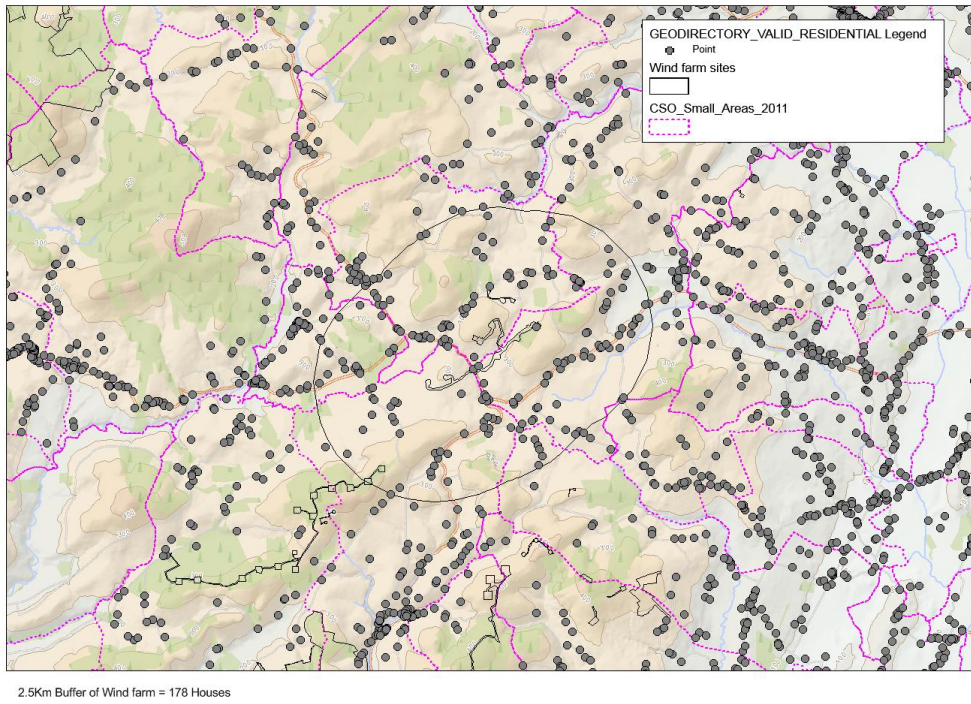 GEODIRECTORY_VALID_RESIDENTIAL Legend
Point
Wind farm sites
CSO_Small_Areas_2011
2.5Km Buffer of Wind farm = 178 Houses